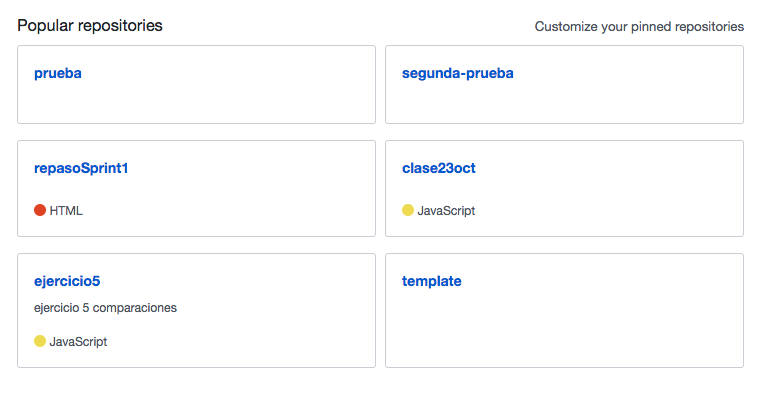 Popular repositories
Customize your pinned repositories
prueba
segunda-prueba
repasoSprint1
HTML
clase23oct
JavaScript
ejercicio5
ejercicio 5 comparaciones
JavaScript
template